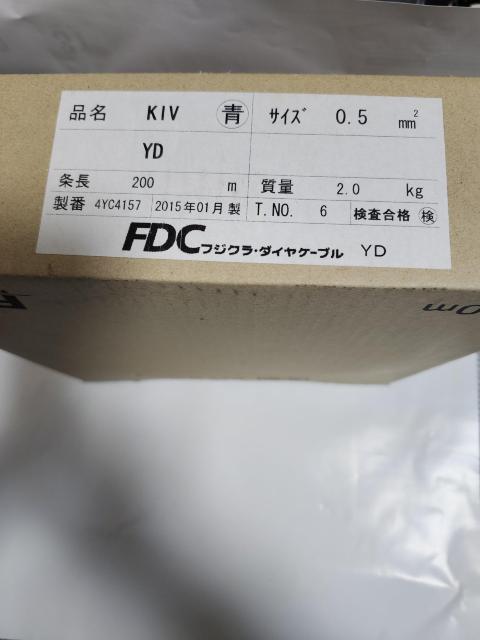 品名 KIV 青 サイズ 0.5 mm²
YD
条長 200 m 質量 2.0 kg
製番 4YC4157 2015年01月製 T.NO. 6 検査合格 検
FDC フジクラ・ダイヤケーブル YD